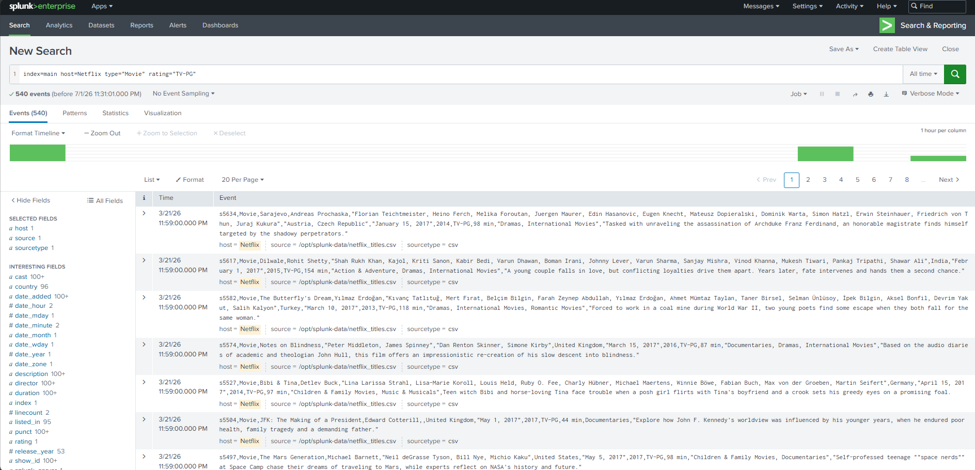 splunk>enterprise Apps Messages Settings Activity Help Find
Search Analytics Datasets Reports Alerts Dashboards Search & Reporting
New Search Save As Create Table View Close
1 index=main host=Netflix type="Movie" rating="TV-PG" All time
540 events (before 7/1/26 11:31:01.000 PM) No Event Sampling Job Verbose Mode
Events (540) Patterns Statistics Visualization
Format Timeline — Zoom Out + Zoom to Selection × Deselect 1 hour per column
List Format 20 Per Page < Prev 1 2 3 4 5 6 7 8 ... Next >
< Hide Fields All Fields
i Time Event
SELECTED FIELDS
a host 1
a source 1
a sourcetype 1
INTERESTING FIELDS
a cast 100+
a country 96
a date_added 100+
# date_hour 2
# date_mday 1
# date_minute 2
a date_month 1
a date_wday 1
# date_year 1
a date_zone 1
a description 100+
a director 100+
a duration 100+
a index 1
# linecount 2
a listed_in 95
a punct 100+
a rating 1
# release_year 53
a show_id 100+
3/21/26
11:59:00.000 PM
s5634,Movie,Sarajevo,Andreas Prochaska,"Florian Teichtmeister, Heino Ferch, Melika Foroutan, Juergen Maurer, Edin Hasanovic, Eugen Knecht, Mateusz Dopieralski, Dominik Warta, Simon Hatzl, Erwin Steinhauer, Friedrich von T
hun, Juraj Kukura","Austria, Czech Republic","January 15, 2017",2014,TV-PG,98 min,"Dramas, International Movies","Tasked with unraveling the assassination of Archduke Franz Ferdinand, an honorable magistrate finds himself
targeted by the shadowy perpetrators."
host = Netflix source = /opt/splunk-data/netflix_titles.csv sourcetype = csv
3/21/26
11:59:00.000 PM
s5617,Movie,Dilwale,Rohit Shetty,"Shah Rukh Khan, Kajol, Kriti Sanon, Kabir Bedi, Varun Dhawan, Boman Irani, Johnny Lever, Varun Sharma, Sanjay Mishra, Vinod Khanna, Mukesh Tiwari, Pankaj Tripathi, Shawar Ali",India,"Feb
ruary 1, 2017",2015,TV-PG,154 min,"Action & Adventure, Dramas, International Movies","A young couple falls in love, but conflicting loyalties drive them apart. Years later, fate intervenes and hands them a second chance."
host = Netflix source = /opt/splunk-data/netflix_titles.csv sourcetype = csv
3/21/26
11:59:00.000 PM
s5582,Movie,The Butterfly's Dream,Yılmaz Erdoğan,"Kıvanç Tatlıtuğ, Mert Fırat, Belçim Bilgin, Farah Zeynep Abdullah, Yılmaz Erdoğan, Ahmet Mümtaz Taylan, Taner Birsel, Selman Ünlüsoy, İpek Bilgin, Aksel Bonfil, Devrim Yak
ut, Salih Kalyon",Turkey,"March 10, 2017",2013,TV-PG,118 min,"Dramas, International Movies, Romantic Movies","Forced to work in a coal mine during World War II, two young poets find some escape when they both fall for the
same woman."
host = Netflix source = /opt/splunk-data/netflix_titles.csv sourcetype = csv
3/21/26
11:59:00.000 PM
s5574,Movie,Notes on Blindness,"Peter Middleton, James Spinney","Dan Renton Skinner, Simone Kirby",United Kingdom,"March 15, 2017",2016,TV-PG,87 min,"Documentaries, Dramas, International Movies","Based on the audio diarie
s of academic and theologian John Hull, this film offers an impressionistic re-creation of his slow descent into blindness."
host = Netflix source = /opt/splunk-data/netflix_titles.csv sourcetype = csv
3/21/26
11:59:00.000 PM
s5527,Movie,Bibi & Tina,Detlev Buck,"Lina Larissa Strahl, Lisa-Marie Koroll, Louis Held, Ruby O. Fee, Charly Hübner, Michael Maertens, Winnie Böwe, Fabian Buch, Max von der Groeben, Martin Seifert",Germany,"April 15, 201
7",2014,TV-PG,97 min,"Children & Family Movies, Music & Musicals",Teen witch Bibi and horse-loving Tina face trouble when a posh girl flirts with Tina's boyfriend and a crook sets his greedy eyes on a promising foal.
host = Netflix source = /opt/splunk-data/netflix_titles.csv sourcetype = csv
3/21/26
11:59:00.000 PM
s5504,Movie,JFK: The Making of a President,Edward Cotterill,,United Kingdom,"May 1, 2017",2017,TV-PG,44 min,Documentaries,"Explore how John F. Kennedy's worldview was influenced by his younger years, when he endured poor
health, family tragedy and a demanding father."
host = Netflix source = /opt/splunk-data/netflix_titles.csv sourcetype = csv
3/21/26
11:59:00.000 PM
s5497,Movie,The Mars Generation,Michael Barnett,"Neil deGrasse Tyson, Bill Nye, Michio Kaku",United States,"May 5, 2017",2017,TV-PG,98 min,"Children & Family Movies, Documentaries","Self-professed teenage ""space nerds""
at Space Camp chase their dreams of traveling to Mars, while experts reflect on NASA's history and future."